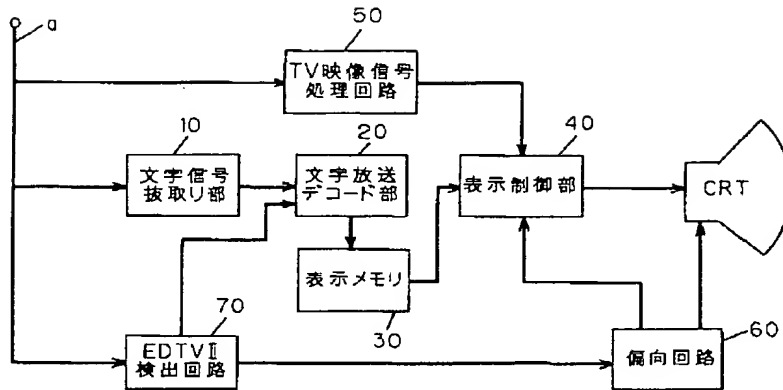 a
50
TV映像信号
処理回路
10
文字信号
抜取り部
20
文字放送
デコード部
40
表示制御部
CRT
表示メモリ
30
70
EDTVⅡ
検出回路
偏向回路
60